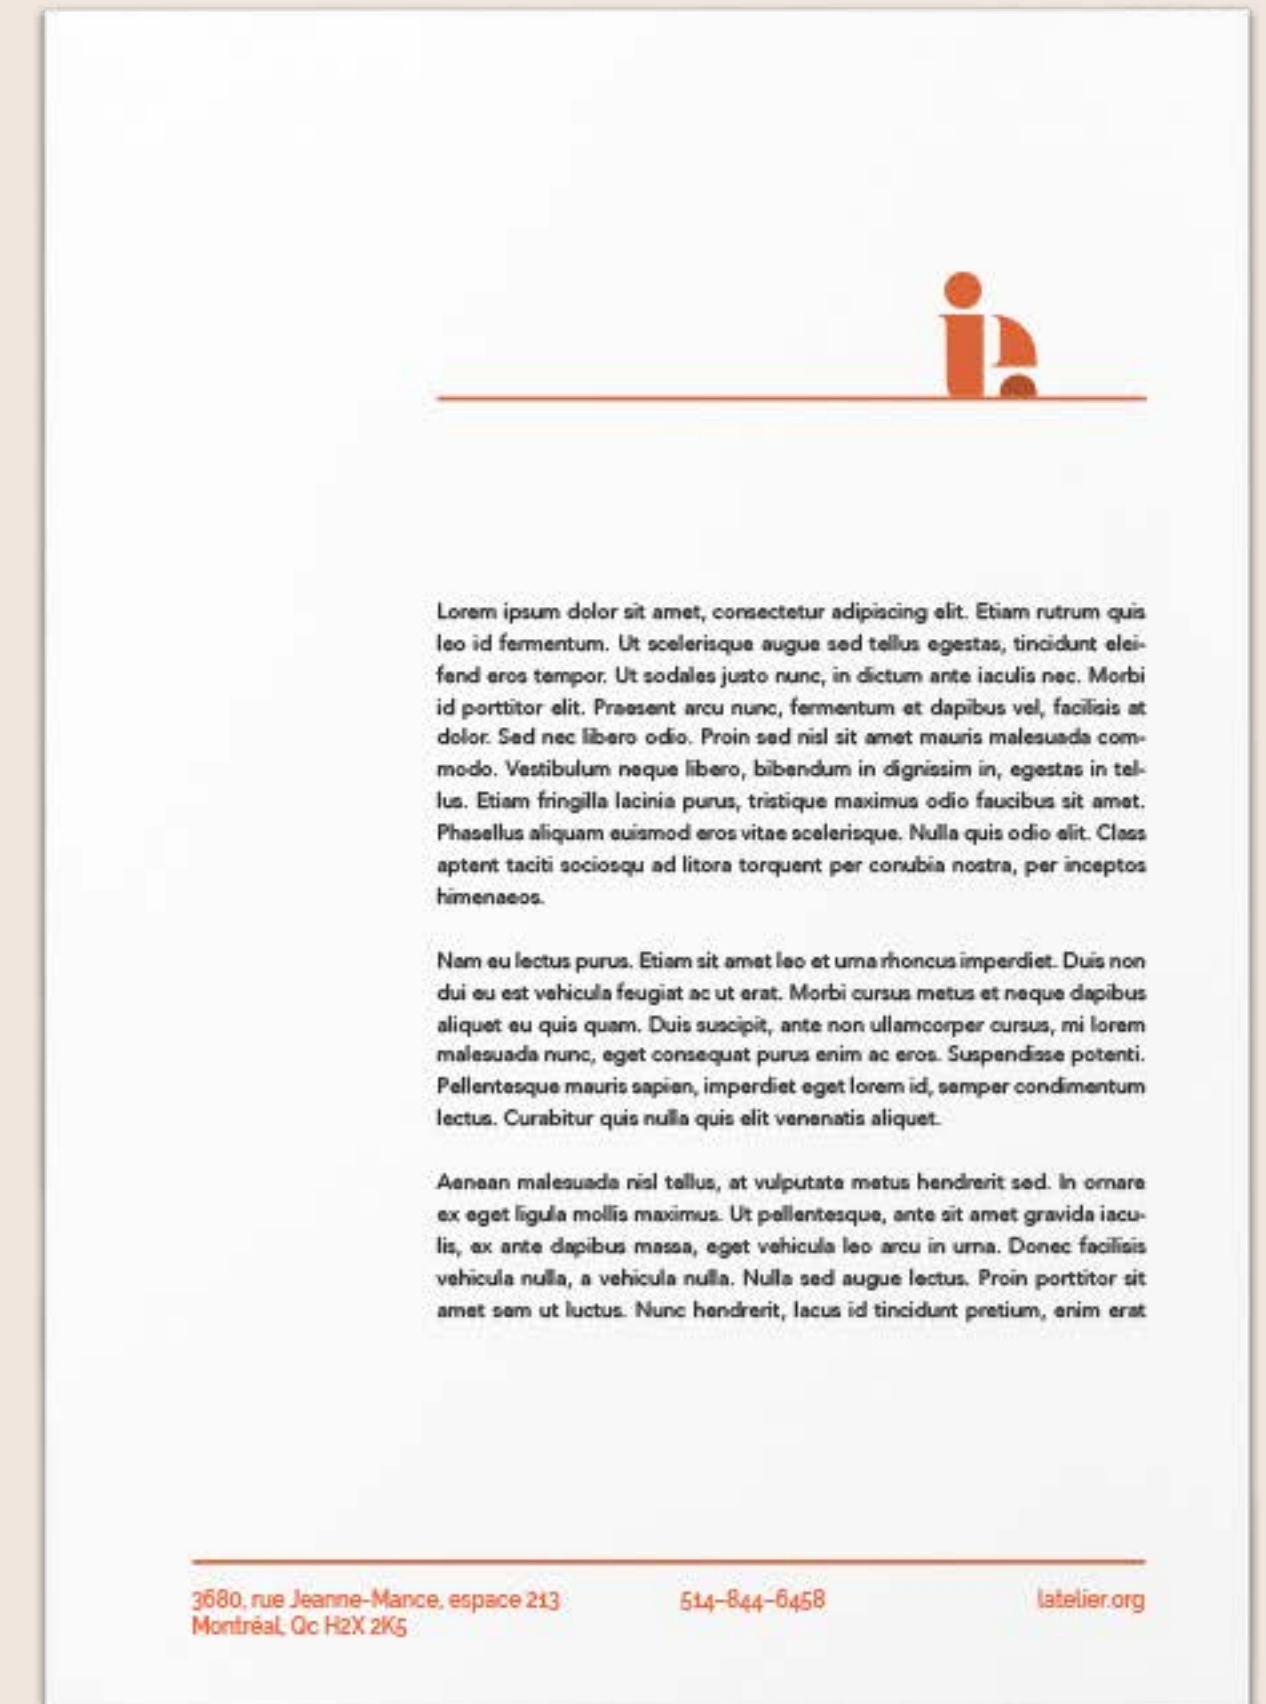 Lorem ipsum dolor sit amet, consectetur adipiscing elit. Etiam rutrum quis
leo id fermentum. Ut scelerisque augue sed tellus egestas, tincidunt elei-
fend eros tempor. Ut sodales justo nunc, in dictum ante iaculis nec. Morbi
id porttitor elit. Praesent arcu nunc, fermentum et dapibus vel, facilisis at
dolor. Sed nec libero odio. Proin sed nisl sit amet mauris malesuada com-
modo. Vestibulum neque libero, bibendum in dignissim in, egestas in tel-
lus. Etiam fringilla lacinia purus, tristique maximus odio faucibus sit amet.
Phasellus aliquam euismod eros vitae scelerisque. Nulla quis odio elit. Class
aptent taciti sociosqu ad litora torquent per conubia nostra, per inceptos
himenaeos.
Nam eu lectus purus. Etiam sit amet leo et urna rhoncus imperdiet. Duis non
dui eu est vehicula feugiat ac ut erat. Morbi cursus metus et neque dapibus
aliquet eu quis quam. Duis suscipit, ante non ullamcorper cursus, mi lorem
malesuada nunc, eget consequat purus enim ac eros. Suspendisse potenti.
Pellentesque mauris sapien, imperdiet eget lorem id, semper condimentum
lectus. Curabitur quis nulla quis elit venenatis aliquet.
Aenean malesuada nisl tellus, at vulputate metus hendrerit sed. In ornare
ex eget ligula mollis maximus. Ut pellentesque, ante sit amet gravida iacu-
lis, ex ante dapibus massa, eget vehicula leo arcu in urna. Donec facilisis
vehicula nulla, a vehicula nulla. Nulla sed augue lectus. Proin porttitor sit
amet sem ut luctus. Nunc hendrerit, lacus id tincidunt pretium, enim erat
3680, rue Jeanne-Mance, espace 213 514-844-6458 latelier.org
Montréal, Qc H2X 2K5